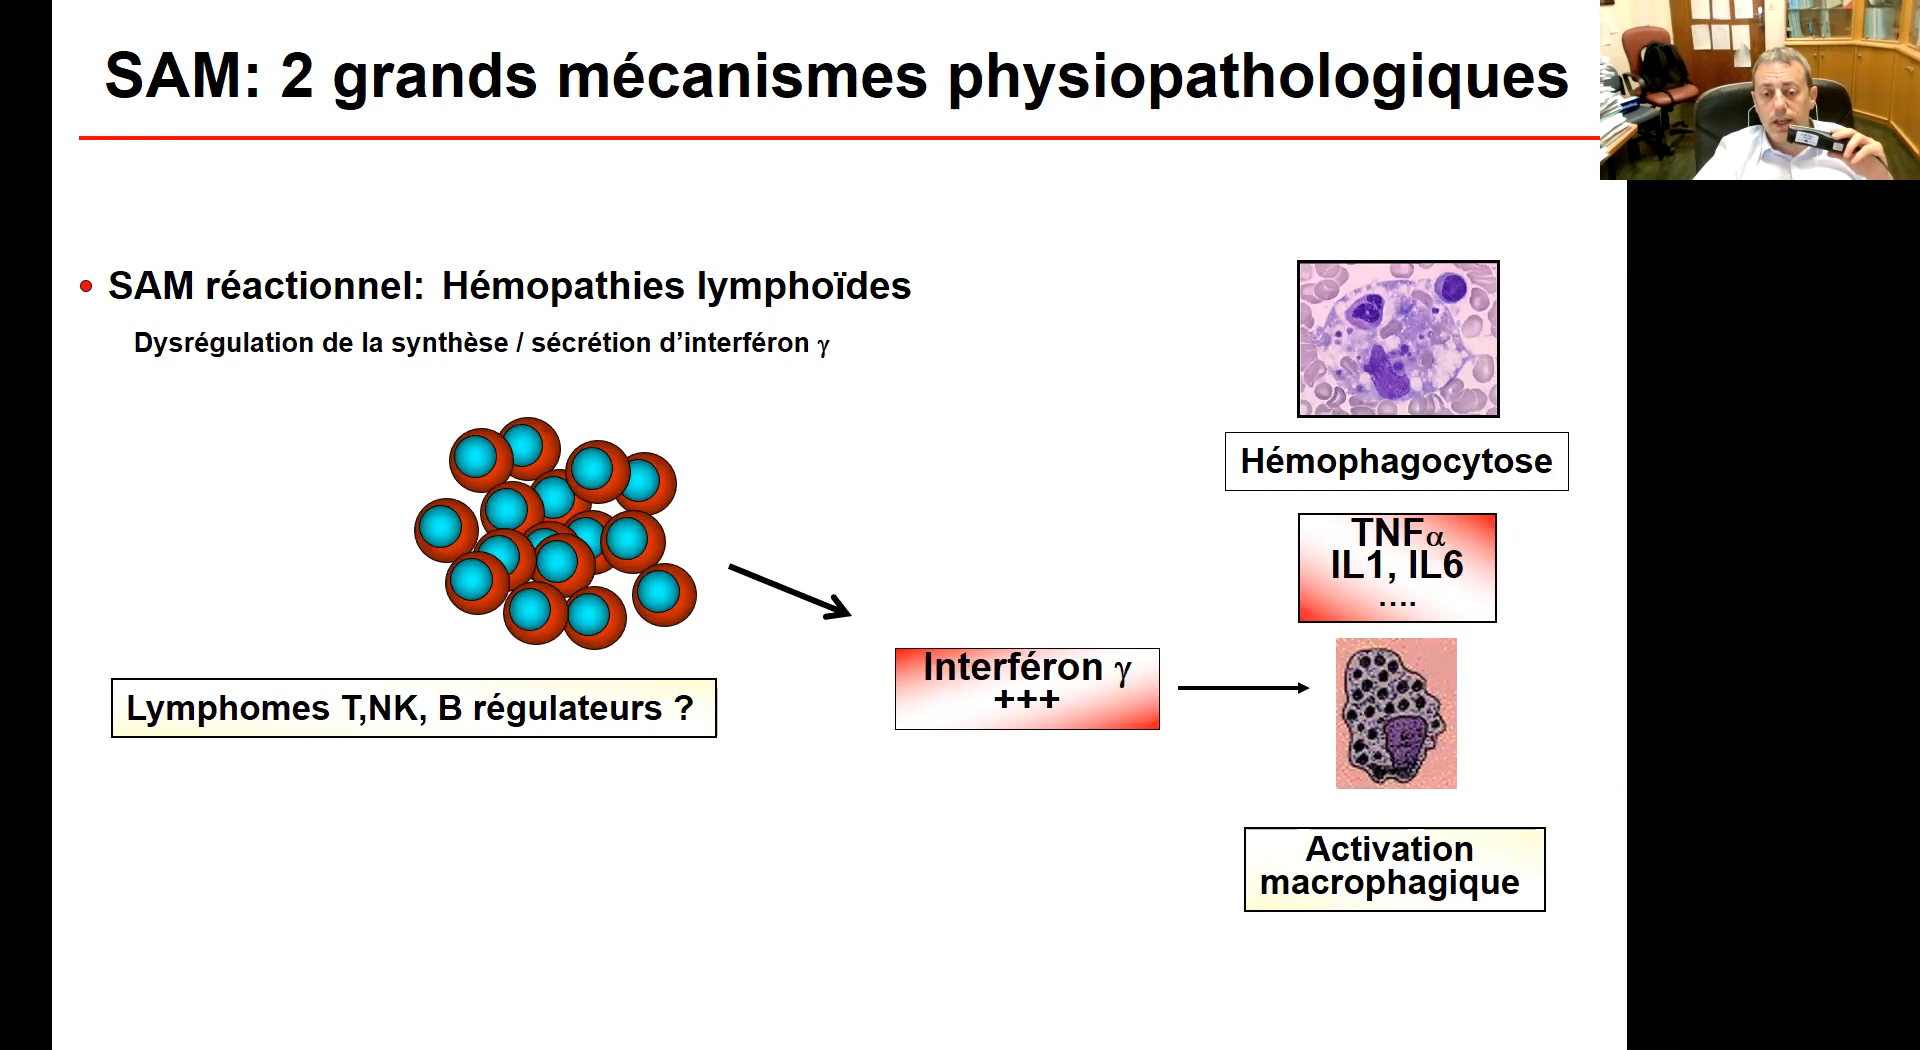 SAM: 2 grands mécanismes physiopathologiques
• SAM réactionnel: Hémopathies lymphoïdes
Dysrégulation de la synthèse / sécrétion d’interféron γ
Hémophagocytose
TNFα
IL1, IL6
....
Interféron γ
+++
Lymphomes T,NK, B régulateurs ?
Activation
macrophagique